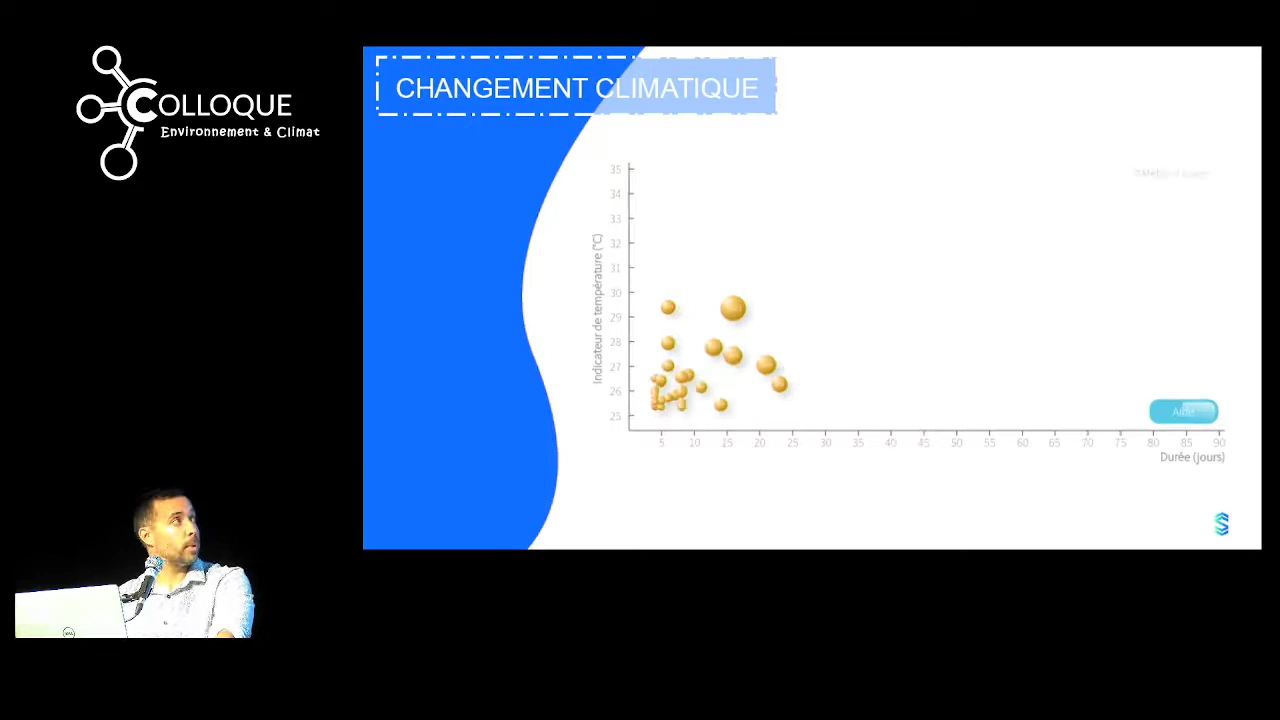 COLLOQUE
Environnement & Climat
CHANGEMENT CLIMATIQUE
35
34
33
32
31
30
29
28
27
26
25
Indicateur de température (°C)
5 10 15 20 25 30 35 40 45 50 55 60 65 70 75 80 85 90
Durée (jours)
Aide
DELL